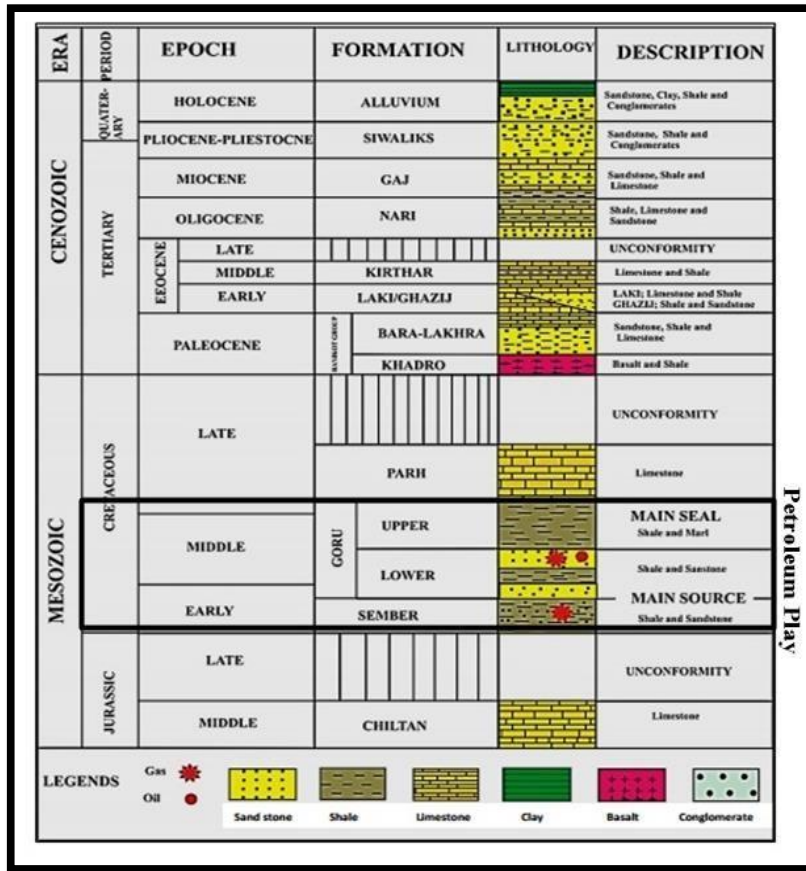 ERA
PERIOD
EPOCH
FORMATION
LITHOLOGY
DESCRIPTION
CENOZOIC
QUATER-
ARY
HOLOCENE
ALLUVIUM
Sandstone, Clay, Shale and
Conglomerates
PLIOCENE-PLIESTOCNE
SIWALIKS
Sandstone, Shale and
Conglomerates
TERTIARY
MIOCENE
GAJ
Sandstone, Shale and
Limestone
OLIGOCENE
NARI
Shale, Limestone and
Sandstone
EEOCENE
LATE
UNCONFORMITY
MIDDLE
KIRTHAR
Limestone and Shale
EARLY
LAKI/GHAZIJ
LAKI; Limestone and Shale
GHAZIJ; Shale and Sandstone
PALEOCENE
GROUP
BARA-LAKHRA
Sandstone, Shale and
Limestone
KHADRO
Basalt and Shale
MESOZOIC
CRETACEOUS
LATE
UNCONFORMITY
PARH
Limestone
MIDDLE
GORU
UPPER
MAIN SEAL
Shale and Marl
LOWER
Shale and Sanstone
MAIN SOURCE
EARLY
SEMBER
Shale and Sandstone
Petroleum Play
JURASSIC
LATE
UNCONFORMITY
MIDDLE
CHILTAN
Limestone
LEGENDS
Gas
Oil
Sand stone
Shale
Limestone
Clay
Basalt
Conglomerate